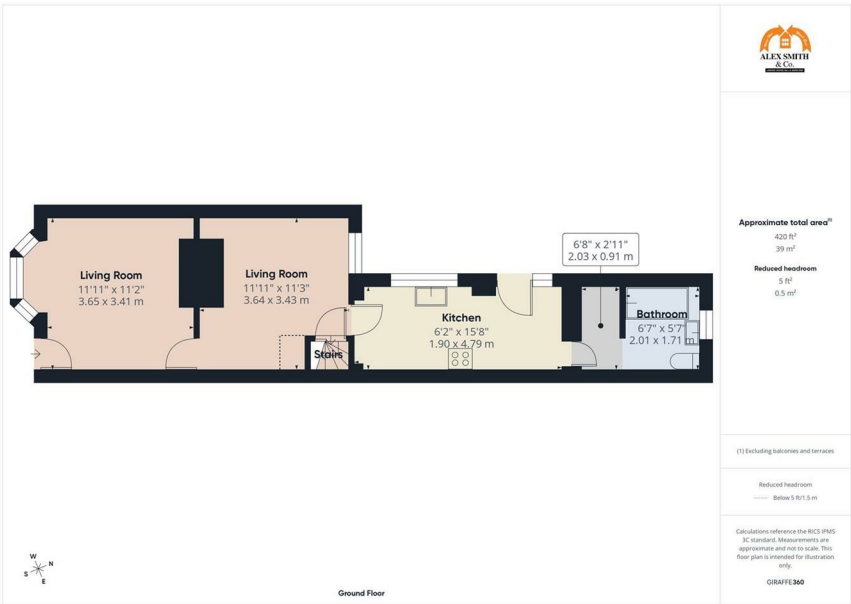 ALEX SMITH
& Co.
Approximate total area(1)
420 ft²
39 m²
Reduced headroom
5 ft²
0.5 m²
6'8" x 2'11"
2.03 x 0.91 m
Living Room
11'11" x 11'2"
3.65 x 3.41 m
Living Room
11'11" x 11'3"
3.64 x 3.43 m
Stairs
Kitchen
6'2" x 15'8"
1.90 x 4.79 m
Bathroom
6'7" x 5'7"
2.01 x 1.71 m
(1) Excluding balconies and terraces
Reduced headroom
Below 5 ft/1.5 m
Calculations reference the RICS IPMS
3C standard. Measurements are
approximate and not to scale. This
floor plan is intended for illustration
only.
GIRAFFE360
W
N
S
E
Ground Floor